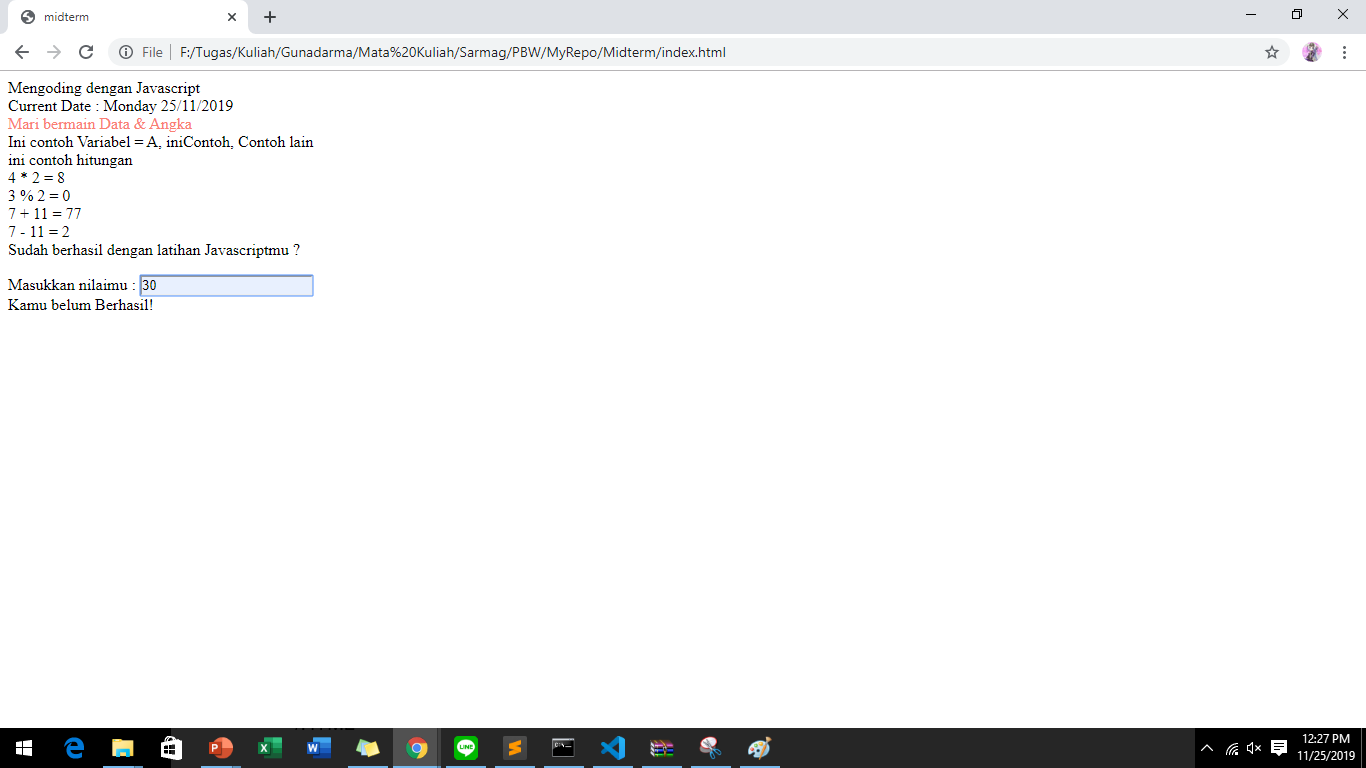 midterm
File
F:/Tugas/Kuliah/Gunadarma/Mata%20Kuliah/Sarmag/PBW/MyRepo/Midterm/index.html
Mengoding dengan Javascript
Current Date : Monday 25/11/2019
Mari bermain Data & Angka
Ini contoh Variabel = A, iniContoh, Contoh lain
ini contoh hitungan
4 * 2 = 8
3 % 2 = 0
7 + 11 = 77
7 - 11 = 2
Sudah berhasil dengan latihan Javascriptmu ?
Masukkan nilaimu : 30
Kamu belum Berhasil!
LINE
12:27 PM
11/25/2019